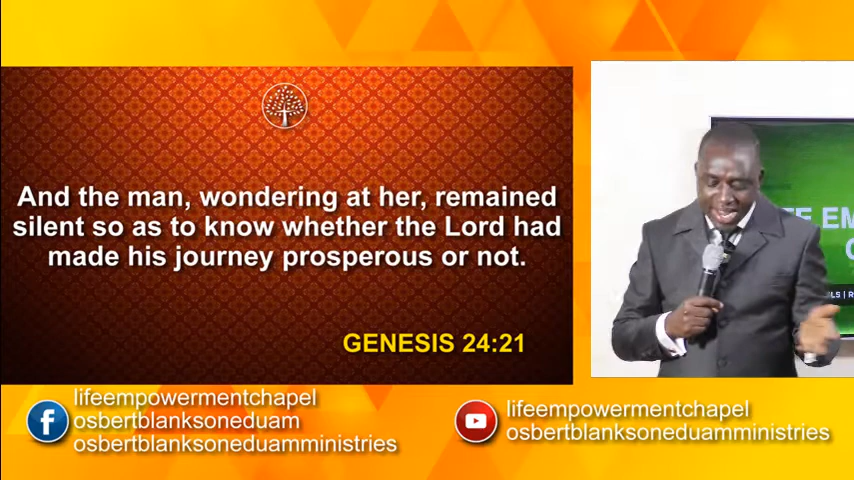 And the man, wondering at her, remained
silent so as to know whether the Lord had
made his journey prosperous or not.
GENESIS 24:21
lifeempowermentchapel
osbertblanksoneduam
osbertblanksoneduamministries
lifeempowermentchapel
osbertblanksoneduamministries